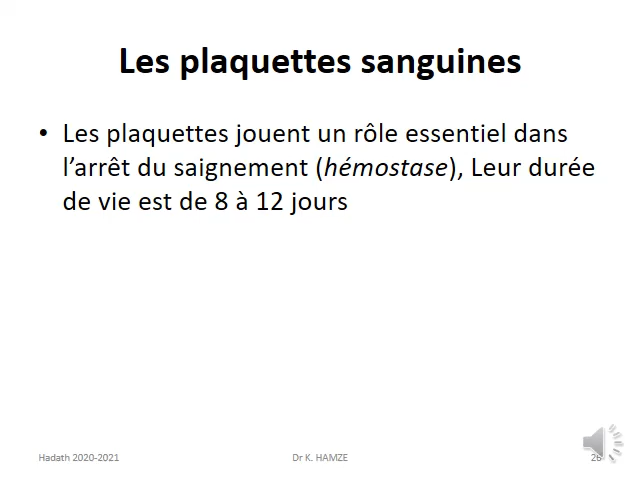 Les plaquettes sanguines
• Les plaquettes jouent un rôle essentiel dans
l’arrêt du saignement (hémostase), Leur durée
de vie est de 8 à 12 jours
Hadath 2020-2021
Dr K. HAMZE